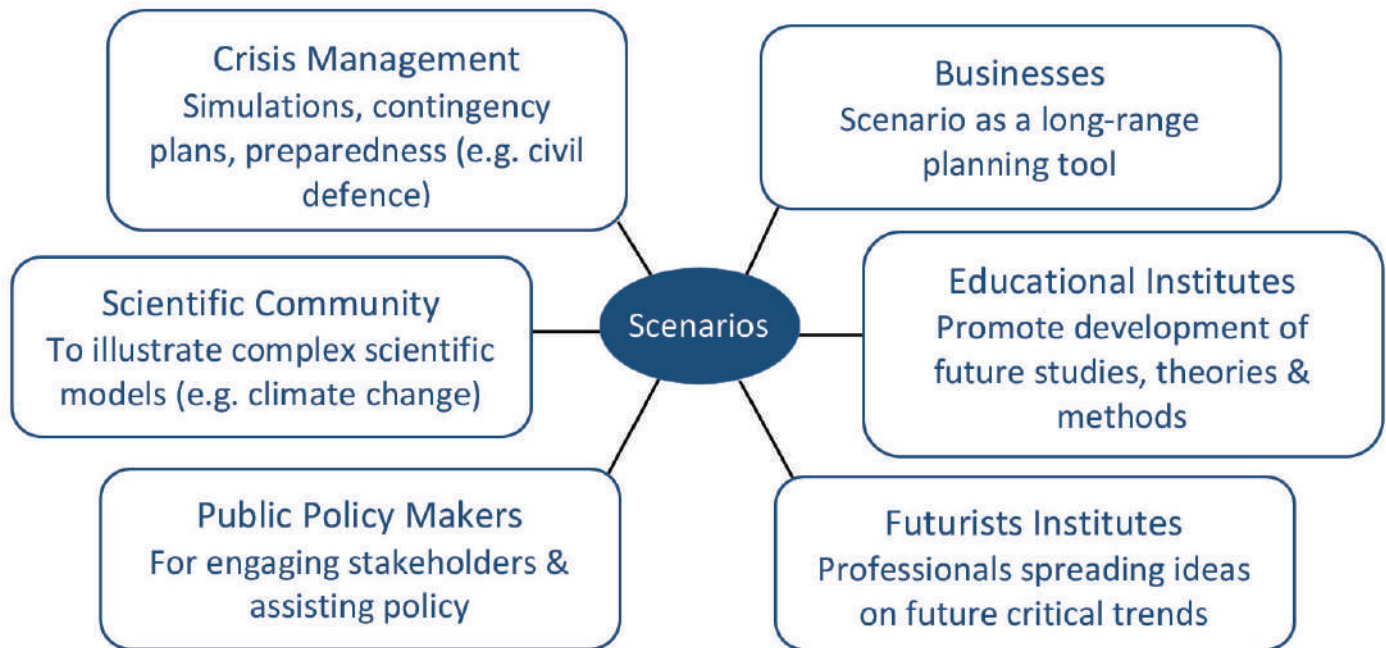 Crisis Management
Simulations, contingency
plans, preparedness (e.g. civil
defence)
Businesses
Scenario as a long-range
planning tool
Scientific Community
To illustrate complex scientific
models (e.g. climate change)
Scenarios
Educational Institutes
Promote development of
future studies, theories &
methods
Public Policy Makers
For engaging stakeholders &
assisting policy
Futurists Institutes
Professionals spreading ideas
on future critical trends